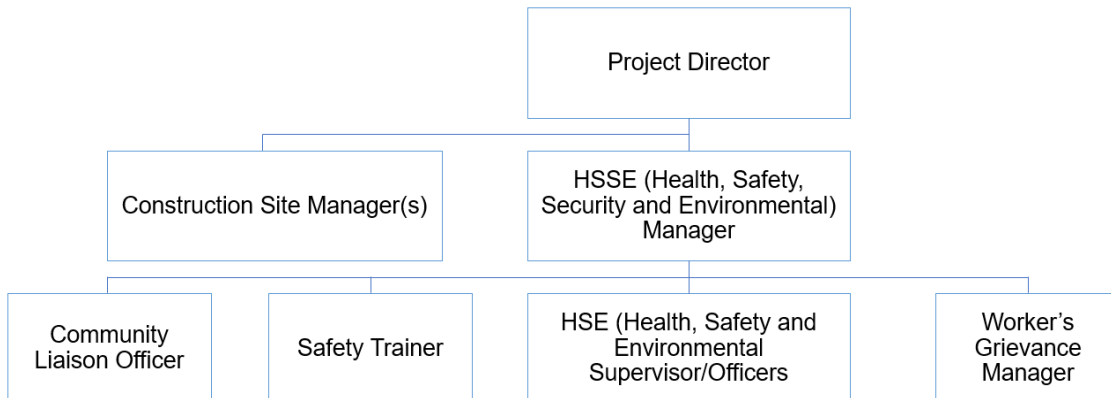 Project Director
Construction Site Manager(s)
HSSE (Health, Safety,
Security and Environmental)
Manager
Community
Liaison Officer
Safety Trainer
HSE (Health, Safety and
Environmental
Supervisor/Officers
Worker’s
Grievance
Manager